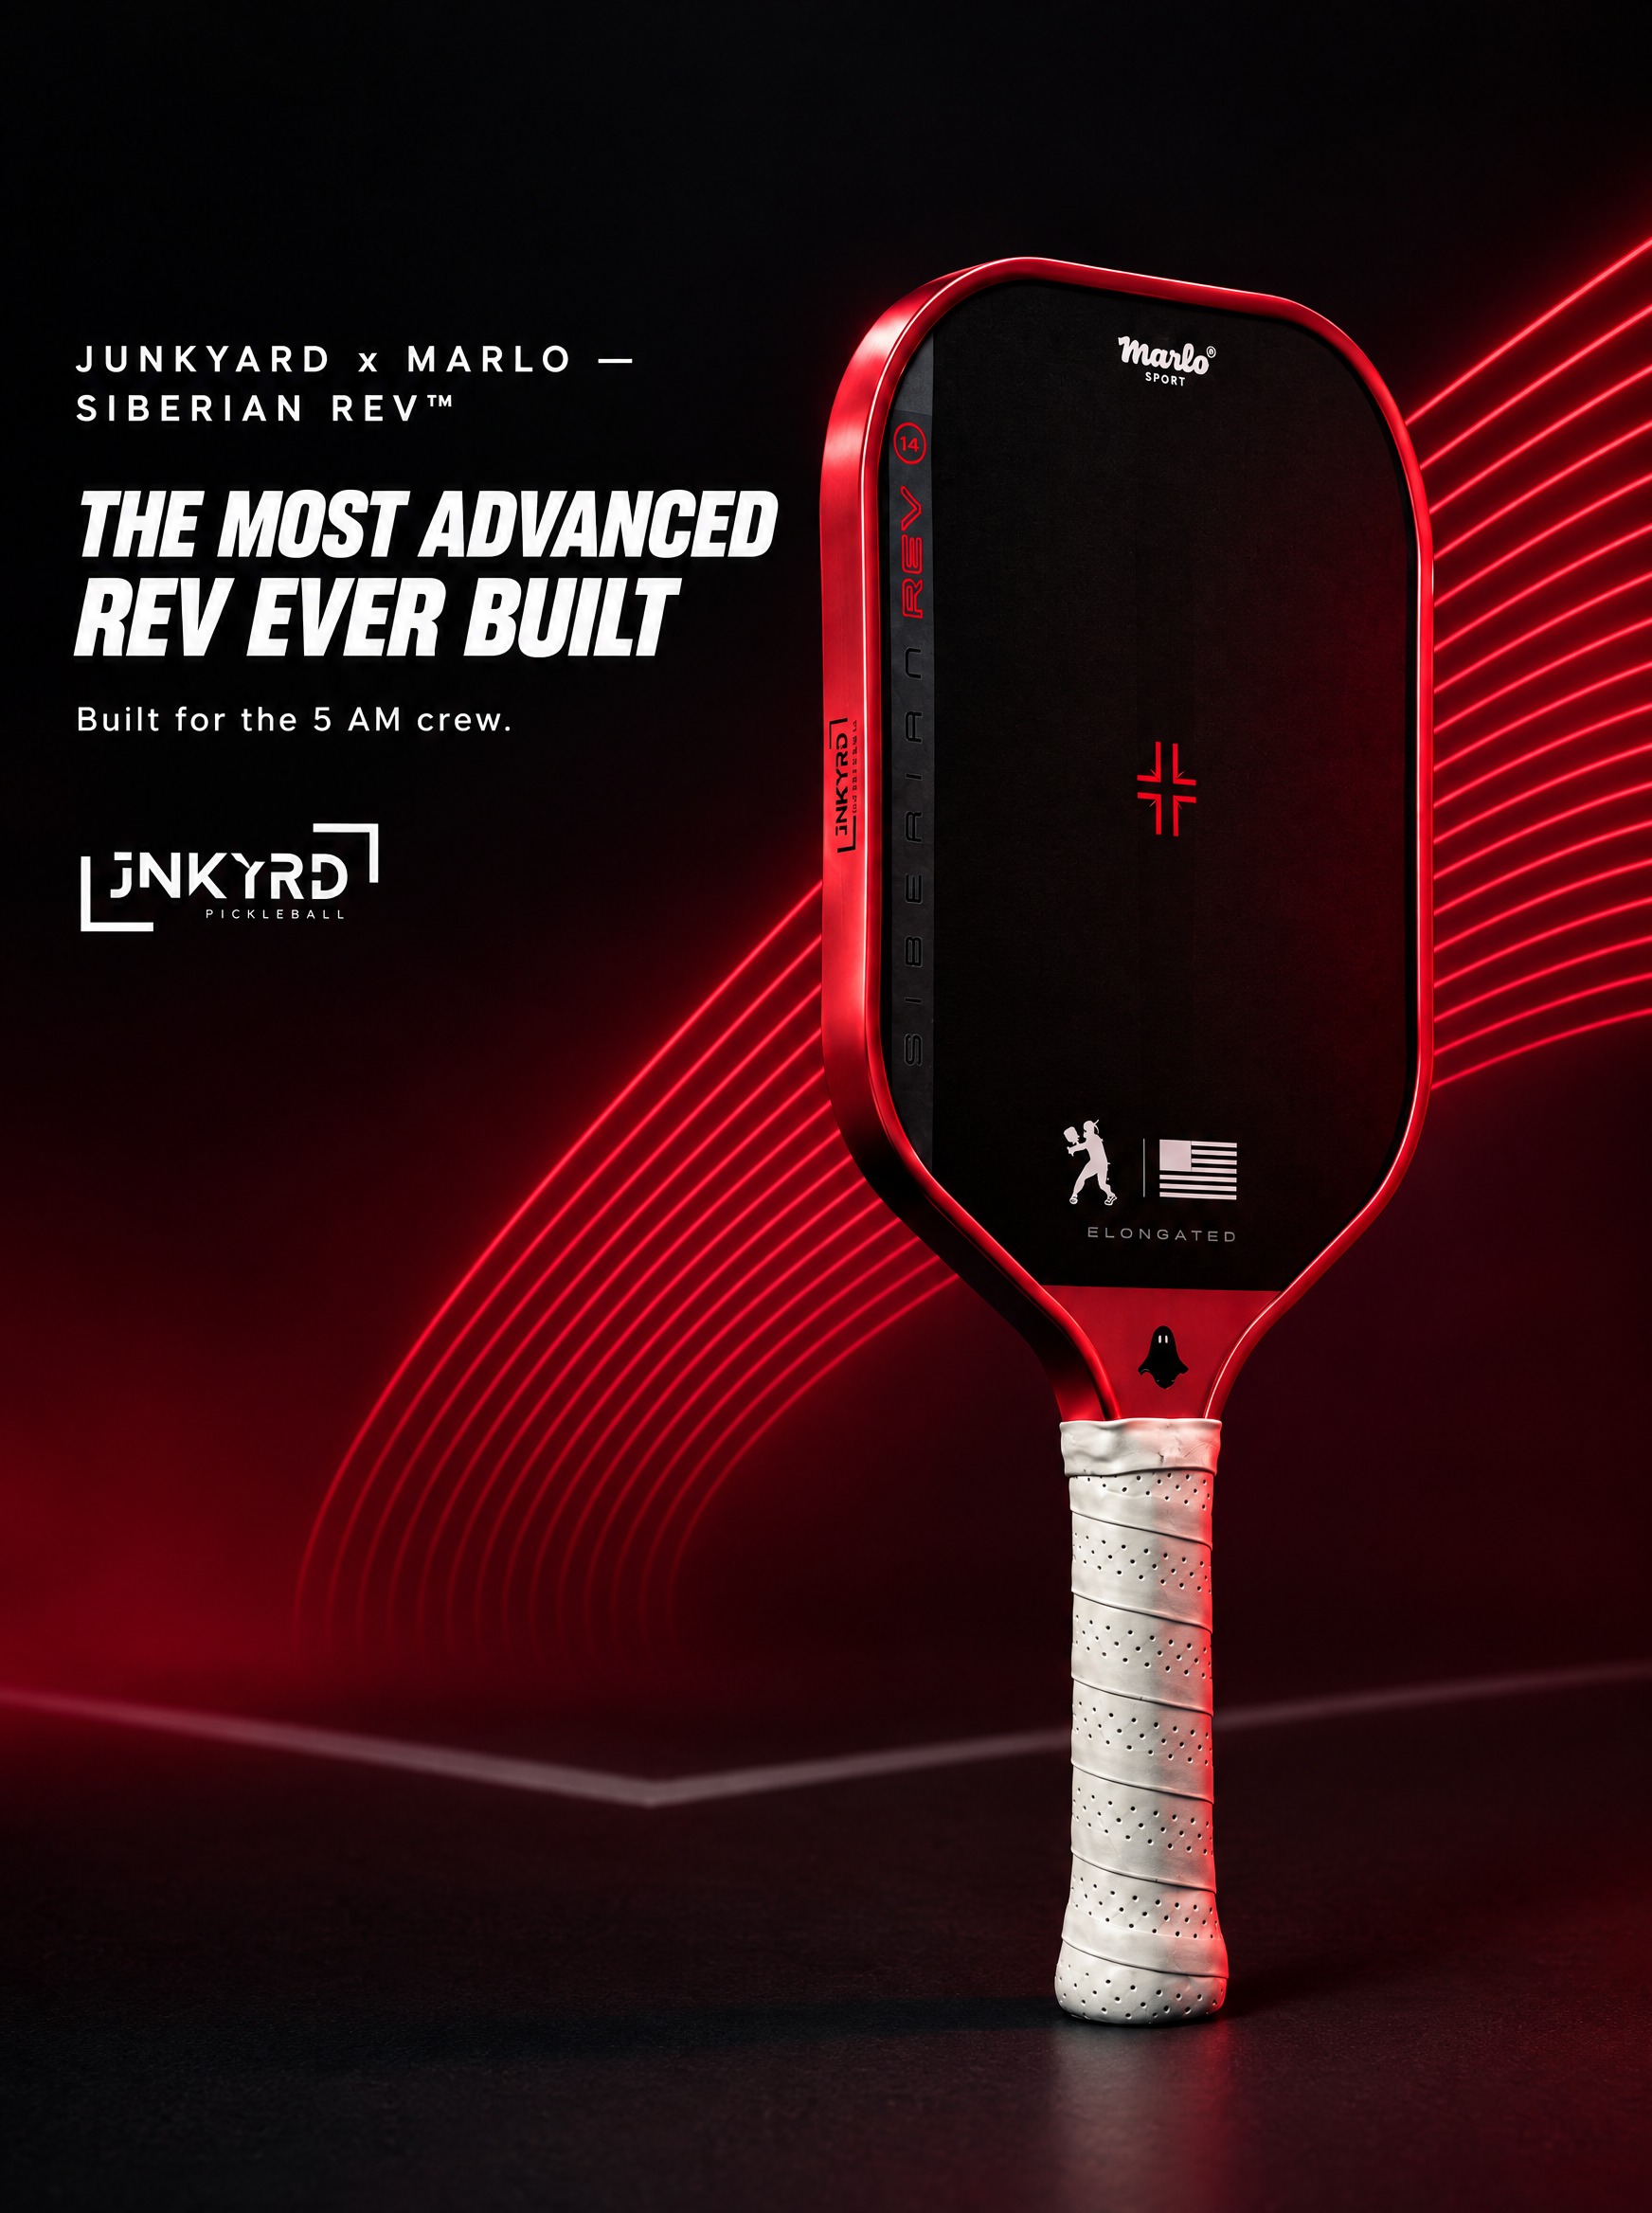 JUNKYARD x MARLO —
SIBERIAN REV™
THE MOST ADVANCED
REV EVER BUILT
Built for the 5 AM crew.
JNKYRD
PICKLEBALL
marlo®
SPORT
SIBERIAN REV 14
JNKYRD
ELONGATED